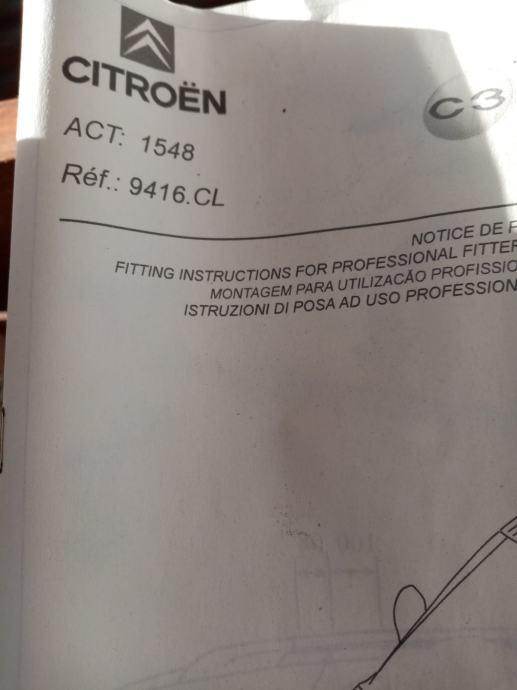 CITROËN
C3
ACT: 1548
Réf.: 9416.CL
NOTICE DE
FITTING INSTRUCTIONS FOR PROFESSIONAL
MONTAGEM PARA UTILIZACÃO
ISTRUZIONI DI POSA AD USO